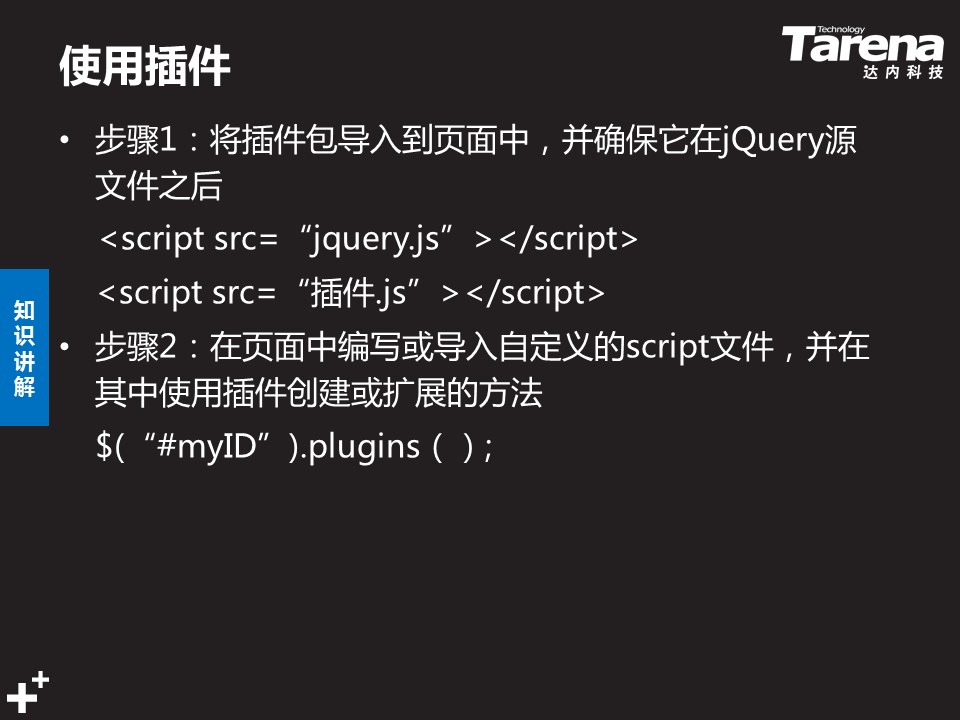 使用插件
Technology
Tarena
达内科技
• 步骤1：将插件包导入到页面中，并确保它在jQuery源
文件之后
<script src=“jquery.js”></script>
<script src=“插件.js”></script>
知识讲解
• 步骤2：在页面中编写或导入自定义的script文件，并在
其中使用插件创建或扩展的方法
$(“#myID”).plugins（ ）;